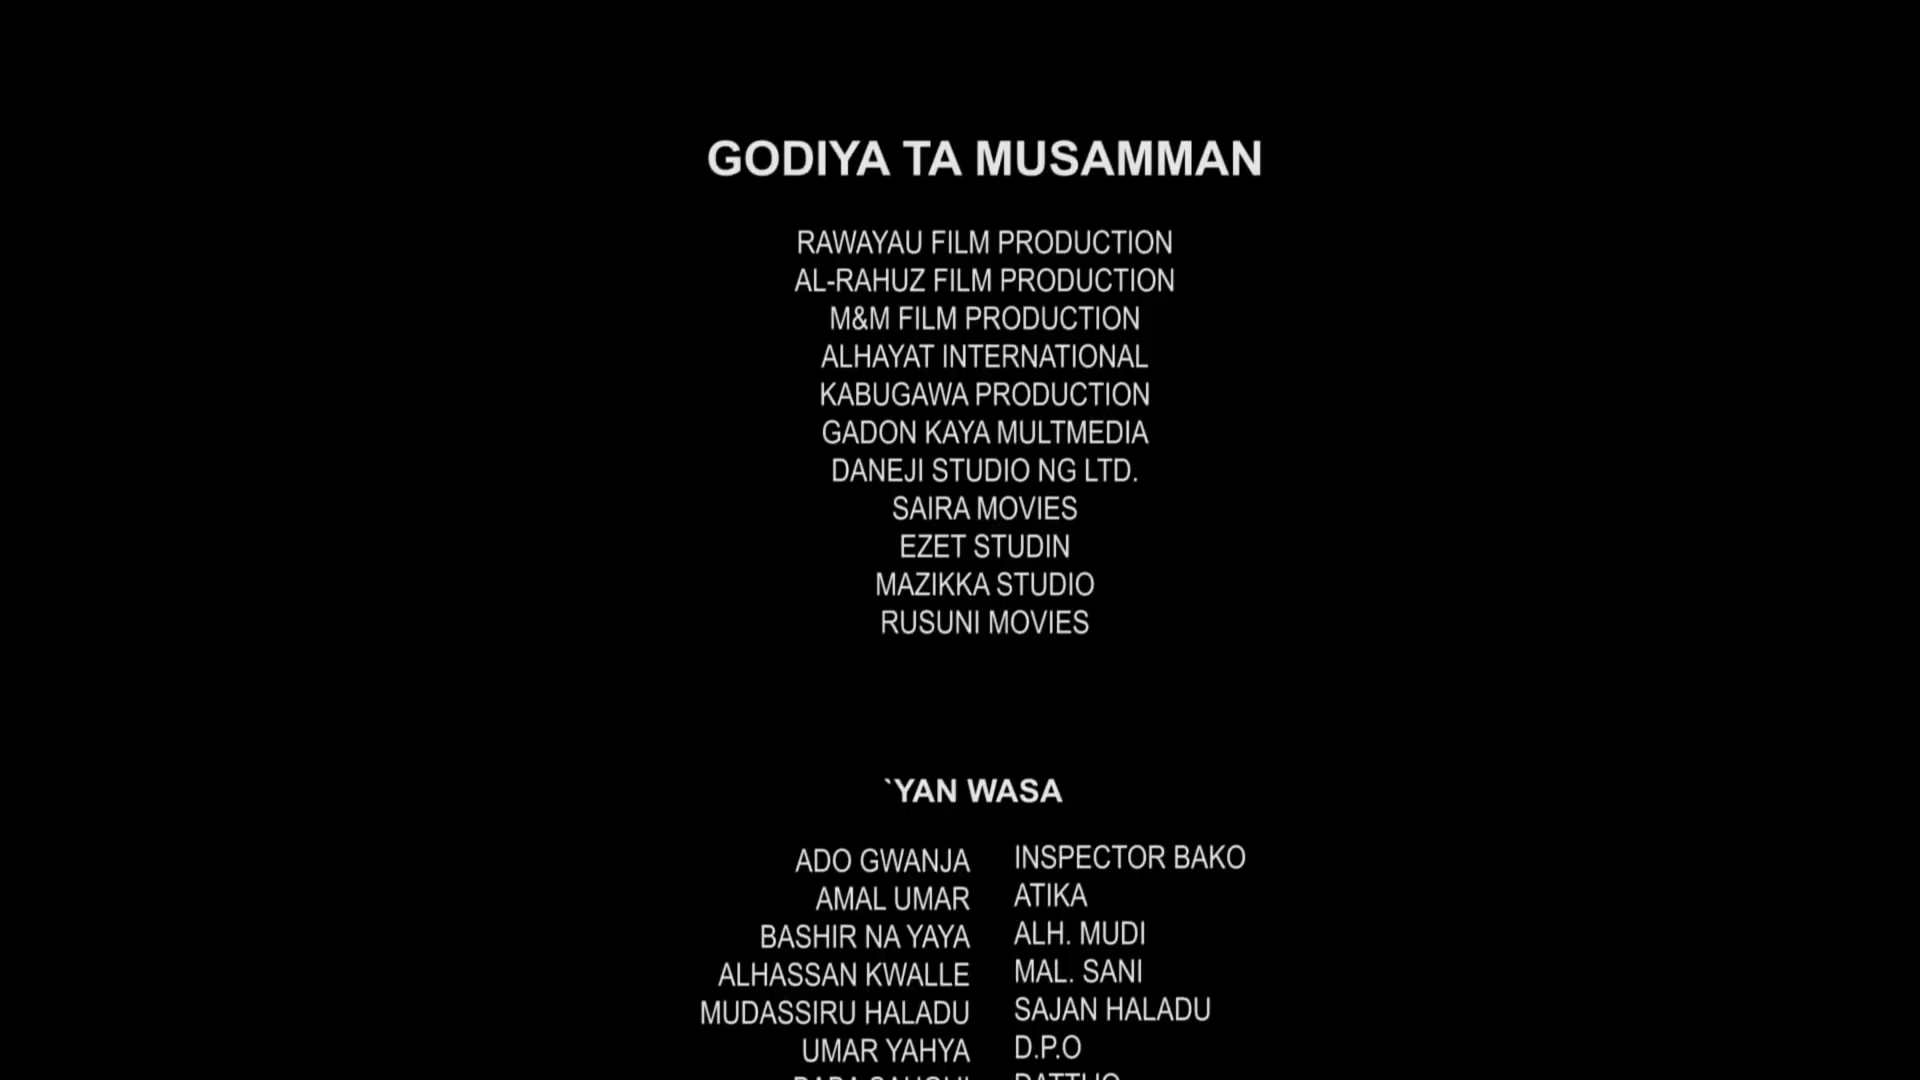 GODIYA TA MUSAMMAN
RAWAYAU FILM PRODUCTION
AL-RAHUZ FILM PRODUCTION
M&M FILM PRODUCTION
ALHAYAT INTERNATIONAL
KABUGAWA PRODUCTION
GADON KAYA MULTMEDIA
DANEJI STUDIO NG LTD.
SAIRA MOVIES
EZET STUDIN
MAZIKKA STUDIO
RUSUNI MOVIES
`YAN WASA
ADO GWANJA INSPECTOR BAKO
AMAL UMAR ATIKA
BASHIR NA YAYA ALH. MUDI
ALHASSAN KWALLE MAL. SANI
MUDASSIRU HALADU SAJAN HALADU
UMAR YAHYA D.P.O